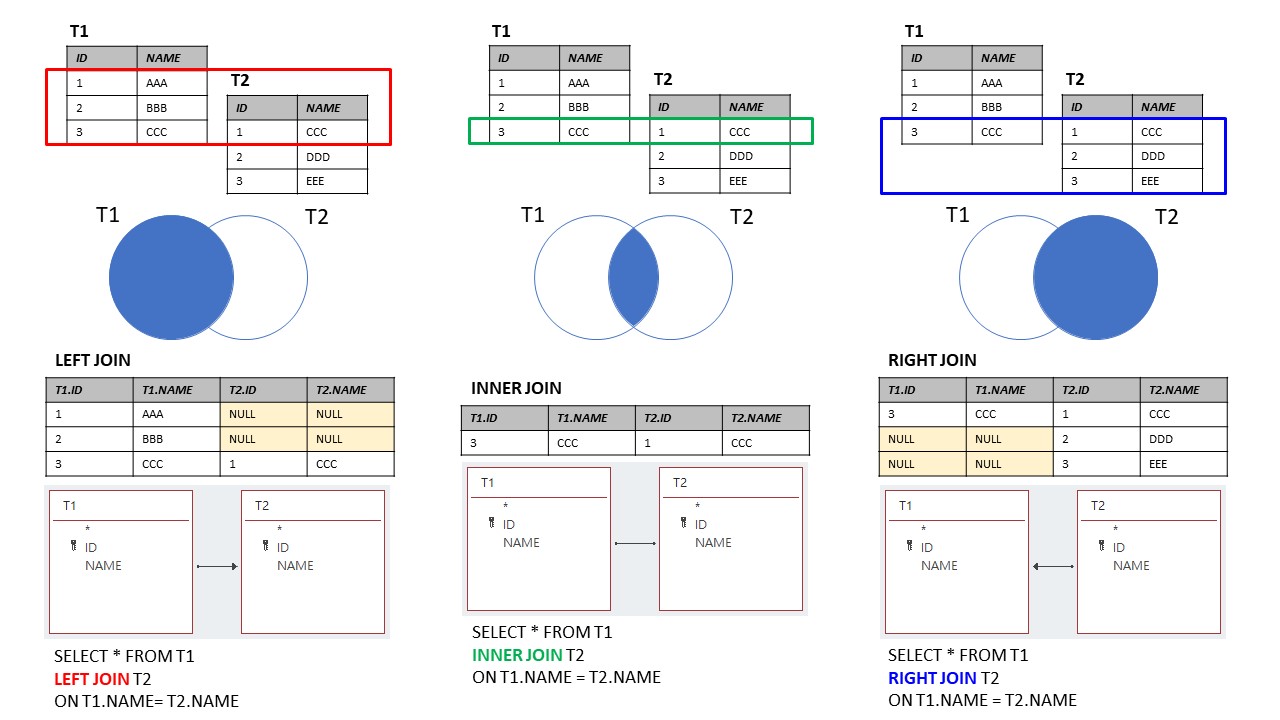 T1
ID NAME
1 AAA
2 BBB
3 CCC
T2
ID NAME
1 CCC
2 DDD
3 EEE
T1 T2
LEFT JOIN
T1.ID T1.NAME T2.ID T2.NAME
1 AAA NULL NULL
2 BBB NULL NULL
3 CCC 1 CCC
T1
*
ID
NAME
T2
*
ID
NAME
SELECT * FROM T1
LEFT JOIN T2
ON T1.NAME= T2.NAME
T1
ID NAME
1 AAA
2 BBB
3 CCC
T2
ID NAME
1 CCC
2 DDD
3 EEE
T1 T2
INNER JOIN
T1.ID T1.NAME T2.ID T2.NAME
3 CCC 1 CCC
T1
*
ID
NAME
T2
*
ID
NAME
SELECT * FROM T1
INNER JOIN T2
ON T1.NAME = T2.NAME
T1
ID NAME
1 AAA
2 BBB
3 CCC
T2
ID NAME
1 CCC
2 DDD
3 EEE
T1 T2
RIGHT JOIN
T1.ID T1.NAME T2.ID T2.NAME
3 CCC 1 CCC
NULL NULL 2 DDD
NULL NULL 3 EEE
T1
*
ID
NAME
T2
*
ID
NAME
SELECT * FROM T1
RIGHT JOIN T2
ON T1.NAME = T2.NAME